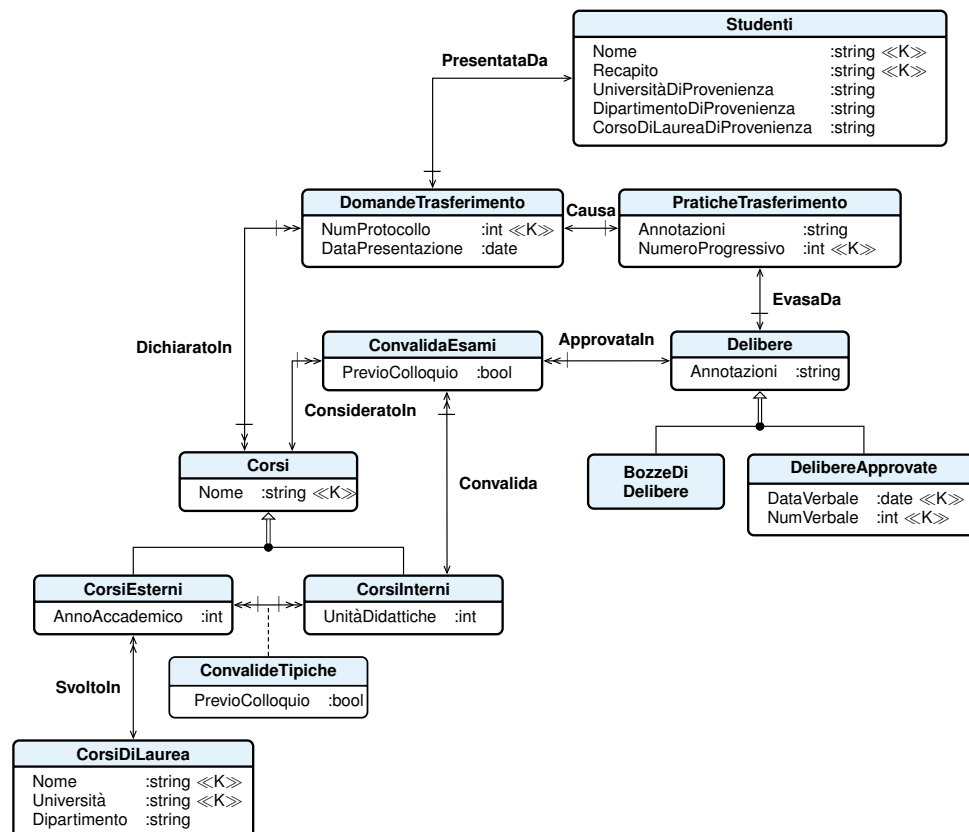 Studenti
Nome :string ≪K≫
Recapito :string ≪K≫
UniversitàDiProvenienza :string
DipartimentoDiProvenienza :string
CorsoDiLaureaDiProvenienza :string
PresentataDa
DomandeTrasferimento
NumProtocollo :int ≪K≫
DataPresentazione :date
Causa
PraticheTrasferimento
Annotazioni :string
NumeroProgressivo :int ≪K≫
EvasaDa
DichiaratoIn
ConvalidaEsami
PrevioColloquio :bool
ApprovataIn
Delibere
Annotazioni :string
ConsideratoIn
Corsi
Nome :string ≪K≫
Convalida
BozzeDi
Delibere
DelibereApprovate
DataVerbale :date ≪K≫
NumVerbale :int ≪K≫
CorsiEsterni
AnnoAccademico :int
CorsiInterni
UnitàDidattiche :int
ConvalideTipiche
PrevioColloquio :bool
SvoltoIn
CorsiDiLaurea
Nome :string ≪K≫
Università :string ≪K≫
Dipartimento :string